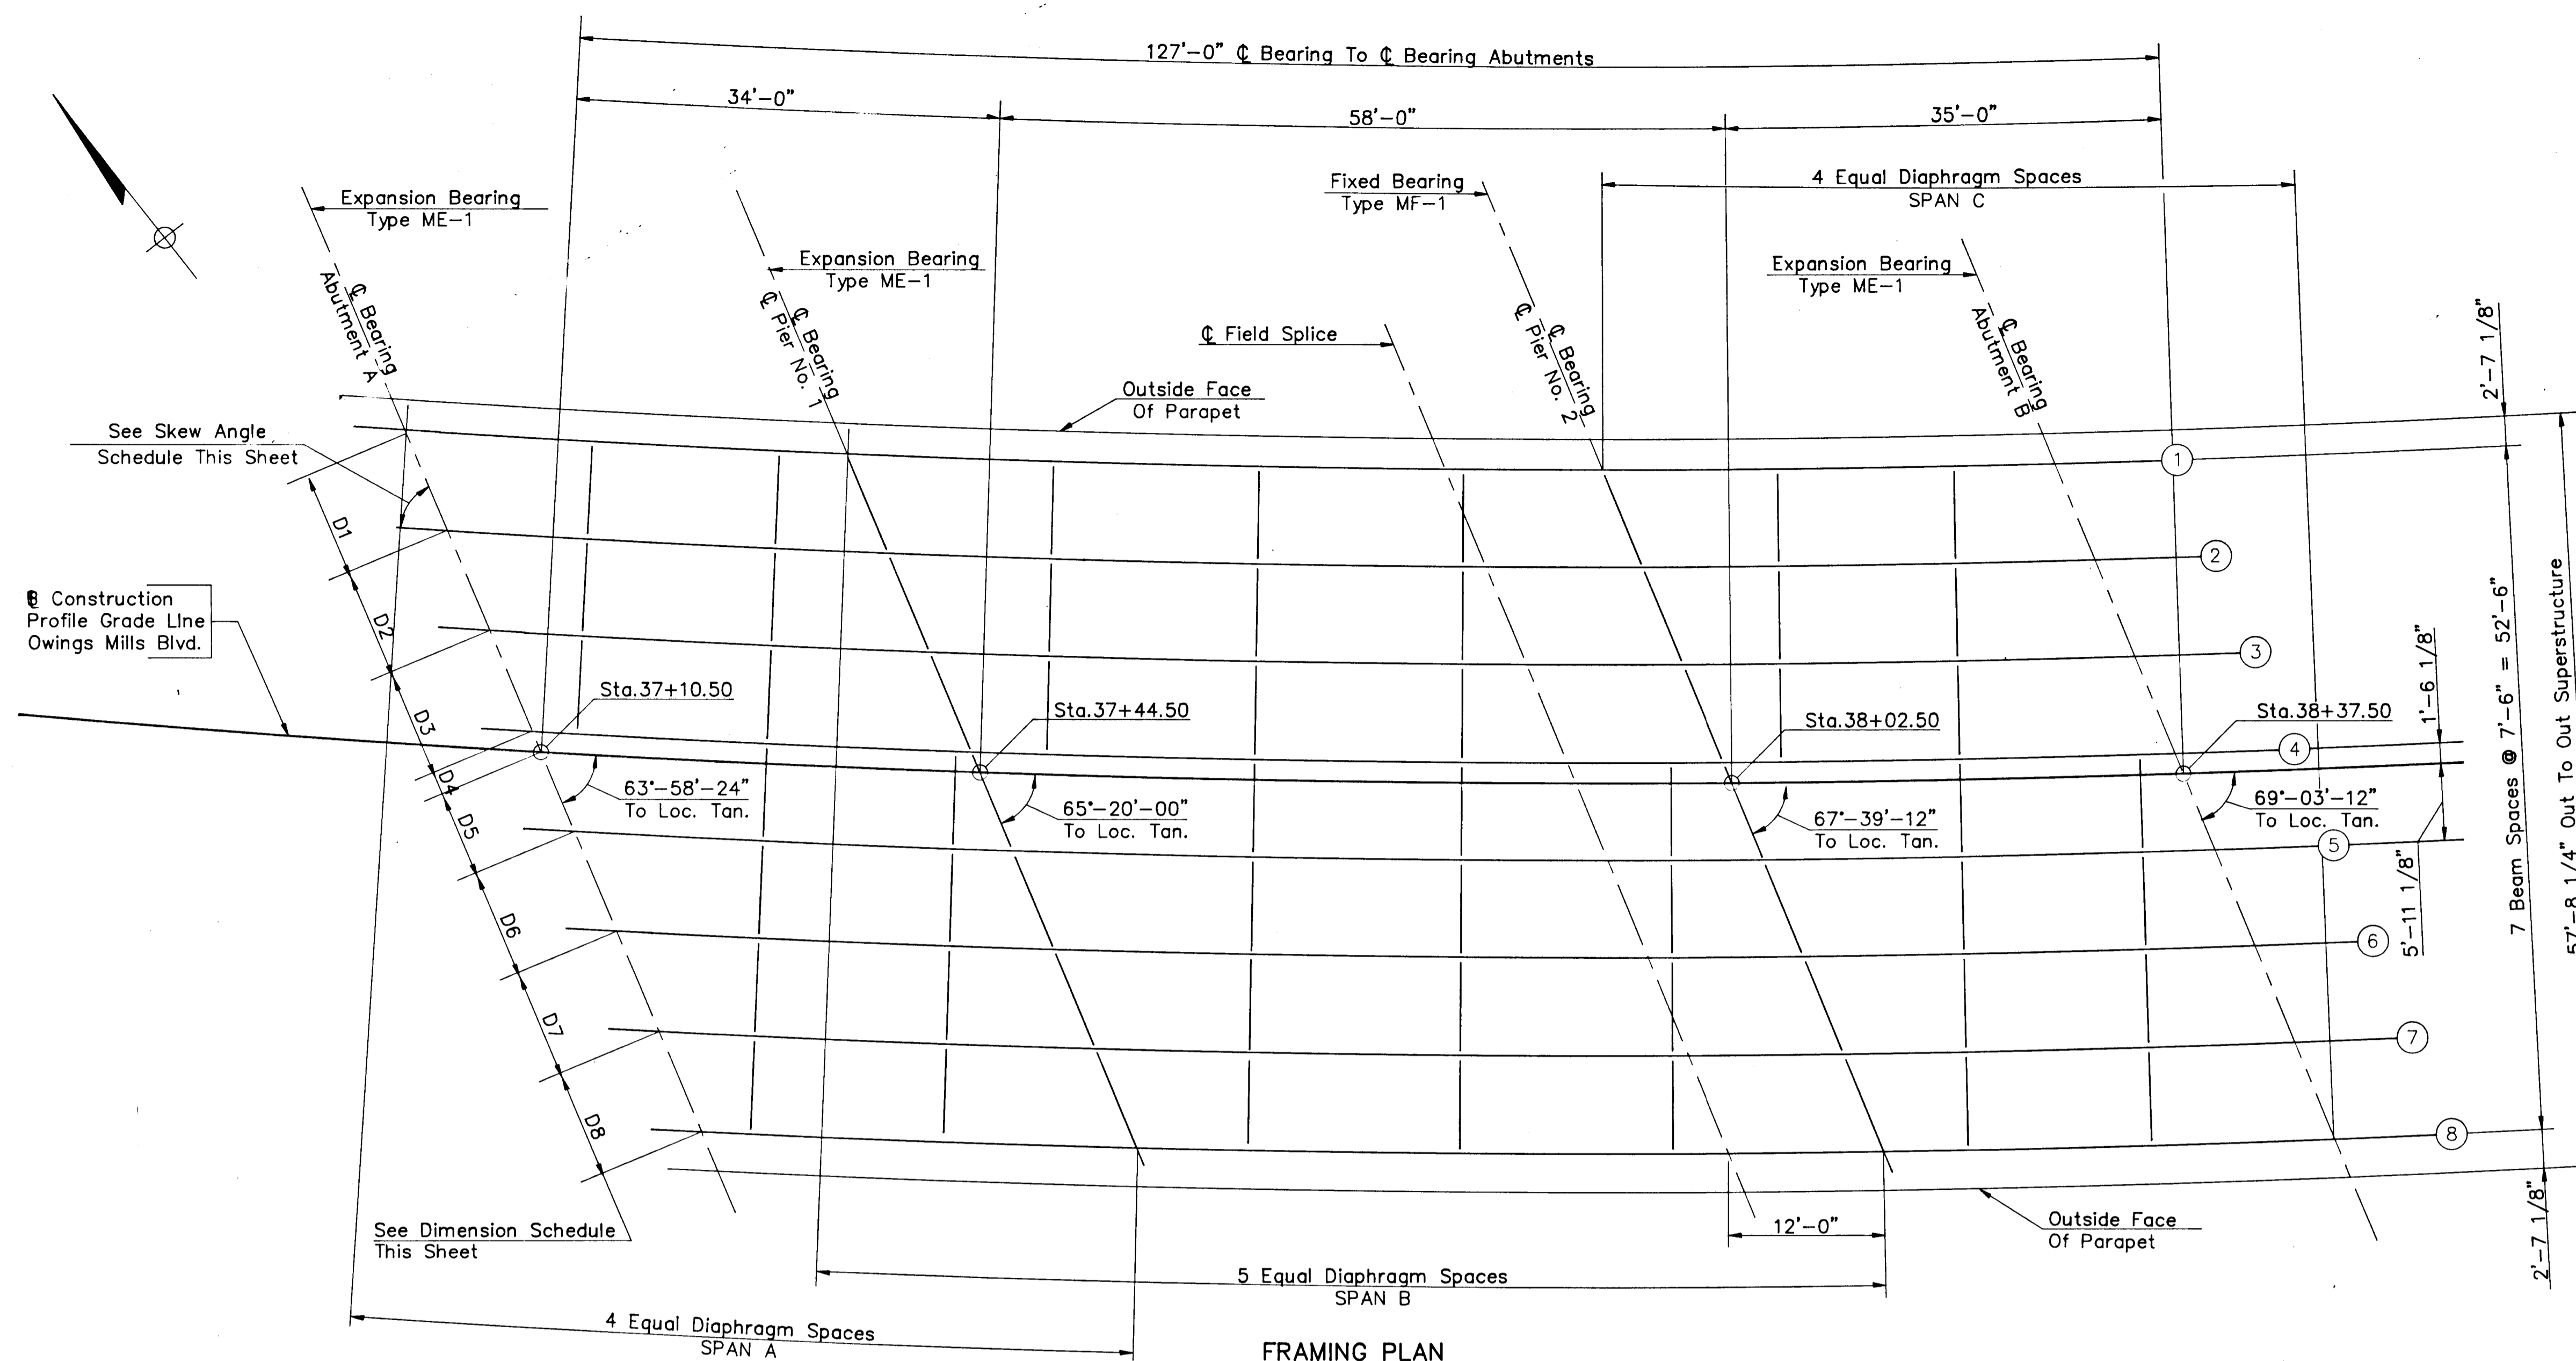 127'-0" ℄ Bearing To ℄ Bearing Abutments
34'-0"
58'-0"
35'-0"
4 Equal Diaphragm Spaces
SPAN C
Expansion Bearing
Type ME-1
Expansion Bearing
Type ME-1
Fixed Bearing
Type MF-1
Expansion Bearing
Type ME-1
℄ Bearing
Abutment A
℄ Bearing
℄ Pier No. 1
℄ Field Splice
℄ Bearing
℄ Pier No. 2
℄ Bearing
Abutment B
2'-7 1/8"
Outside Face
Of Parapet
See Skew Angle
Schedule This Sheet
1
2
3
4
5
6
7
8
D1
D2
D3
D4
D5
D6
D7
D8
Construction
Profile Grade LIne
Owings Mills Blvd.
Sta.37+10.50
Sta.37+44.50
Sta.38+02.50
Sta.38+37.50
63°-58'-24"
To Loc. Tan.
65°-20'-00"
To Loc. Tan.
67°-39'-12"
To Loc. Tan.
69°-03'-12"
To Loc. Tan.
1'-6 1/8"
5'-11 1/8"
7 Beam Spaces @ 7'-6" = 52'-6"
57'-8 1/4" Out To Out Superstructure
2'-7 1/8"
See Dimension Schedule
This Sheet
12'-0"
Outside Face
Of Parapet
5 Equal Diaphragm Spaces
SPAN B
4 Equal Diaphragm Spaces
SPAN A
FRAMING PLAN